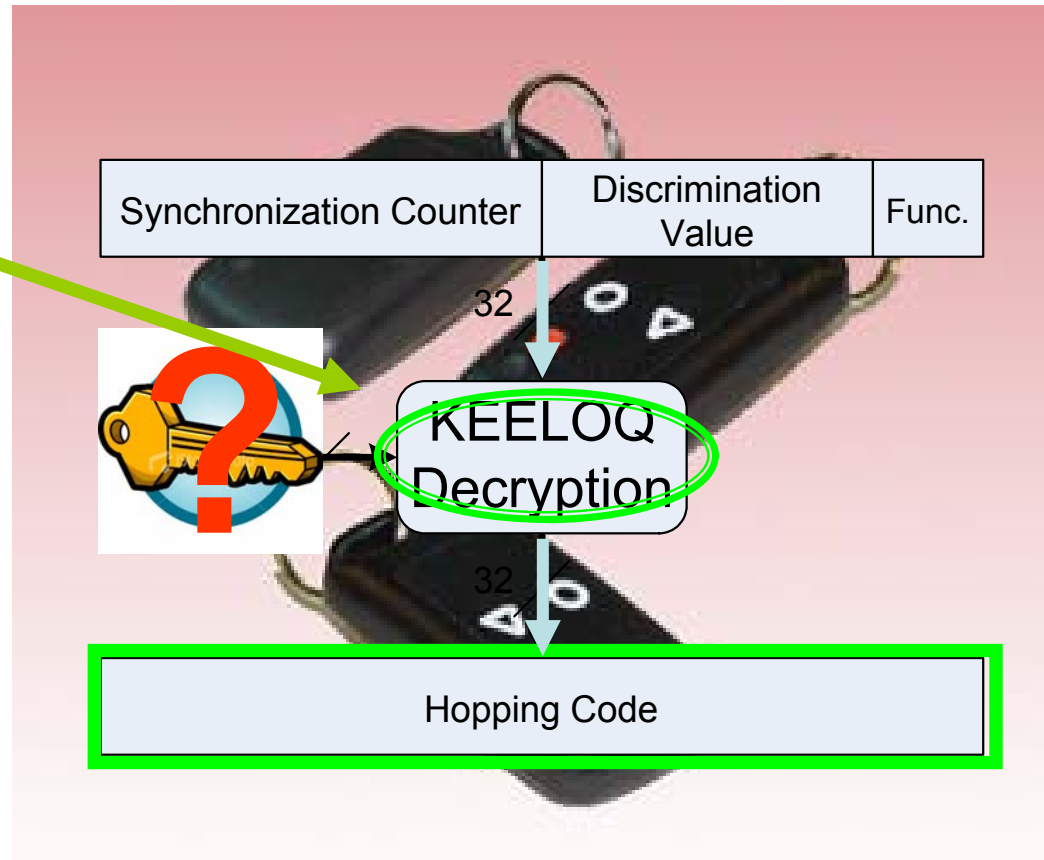 Synchronization Counter
Discrimination
Value
Func.
32
?
KEELOQ
Decryption
32
Hopping Code